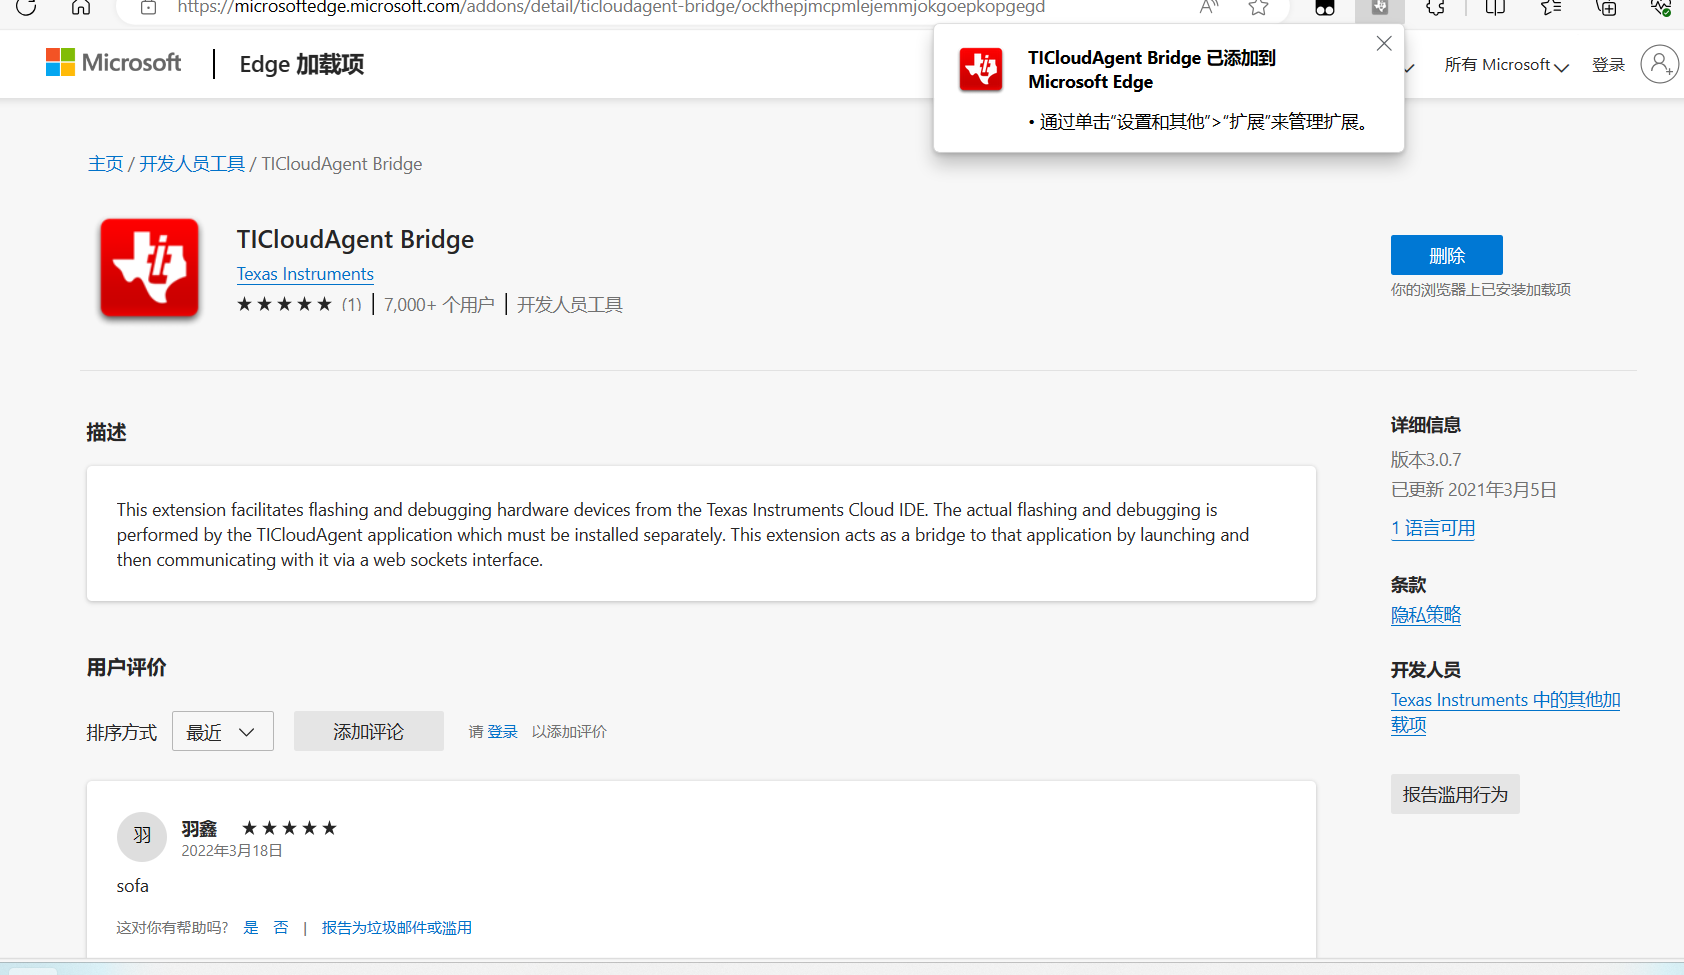 https://microsoftedge.microsoft.com/addons/detail/ticloudagent-bridge/ockfhepjmcpmlejemmjokgoepkopgegd
Microsoft
Edge 加载项
TICloudAgent Bridge 已添加到
Microsoft Edge
• 通过单击“设置和其他”>“扩展”来管理扩展。
所有 Microsoft
登录
主页 / 开发人员工具 / TICloudAgent Bridge
TICloudAgent Bridge
Texas Instruments
★★★★★ (1) | 7,000+ 个用户 | 开发人员工具
删除
你的浏览器上已安装加载项
描述
This extension facilitates flashing and debugging hardware devices from the Texas Instruments Cloud IDE. The actual flashing and debugging is
performed by the TICloudAgent application which must be installed separately. This extension acts as a bridge to that application by launching and
then communicating with it via a web sockets interface.
详细信息
版本3.0.7
已更新 2021年3月5日
1 语言可用
条款
隐私策略
开发人员
Texas Instruments 中的其他加
载项
报告滥用行为
用户评价
排序方式 最近 添加评论 请 登录 以添加评价
羽
羽鑫 ★★★★★
2022年3月18日
sofa
这对你有帮助吗? 是 否 | 报告为垃圾邮件或滥用